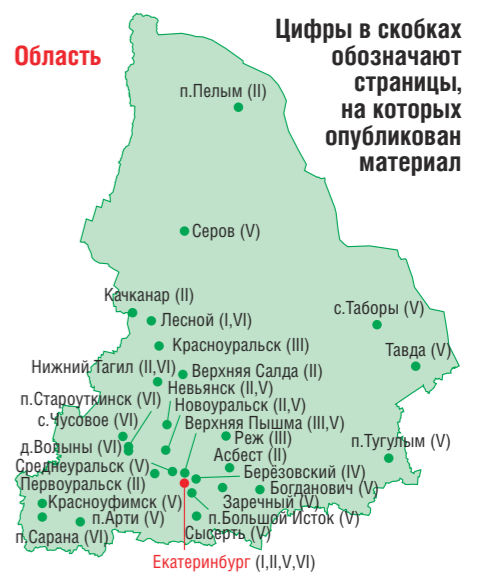 Область
Цифры в скобках
обозначают
страницы,
на которых
опубликован
материал
п.Пелым (II)
Серов (V)
Качканар (II)
Лесной (I,VI)
с.Таборы (V)
Красноуральск (III)
Тавда (V)
Нижний Тагил (II,VI)
Верхняя Салда (II)
Невьянск (II,V)
п.Староуткинск (VI)
Новоуральск (II,V)
с.Чусовое (VI)
Верхняя Пышма (III,V)
Реж (III)
п.Тугулым (V)
д.Волыны (VI)
Асбест (II)
Среднеуральск (V)
Берёзовский (IV)
Первоуральск (II)
Богданович (V)
Красноуфимск (V)
Заречный (V)
п.Арти (V)
п.Большой Исток (V)
Сысерть (V)
п.Сарана (VI)
Екатеринбург (I,II,V,VI)